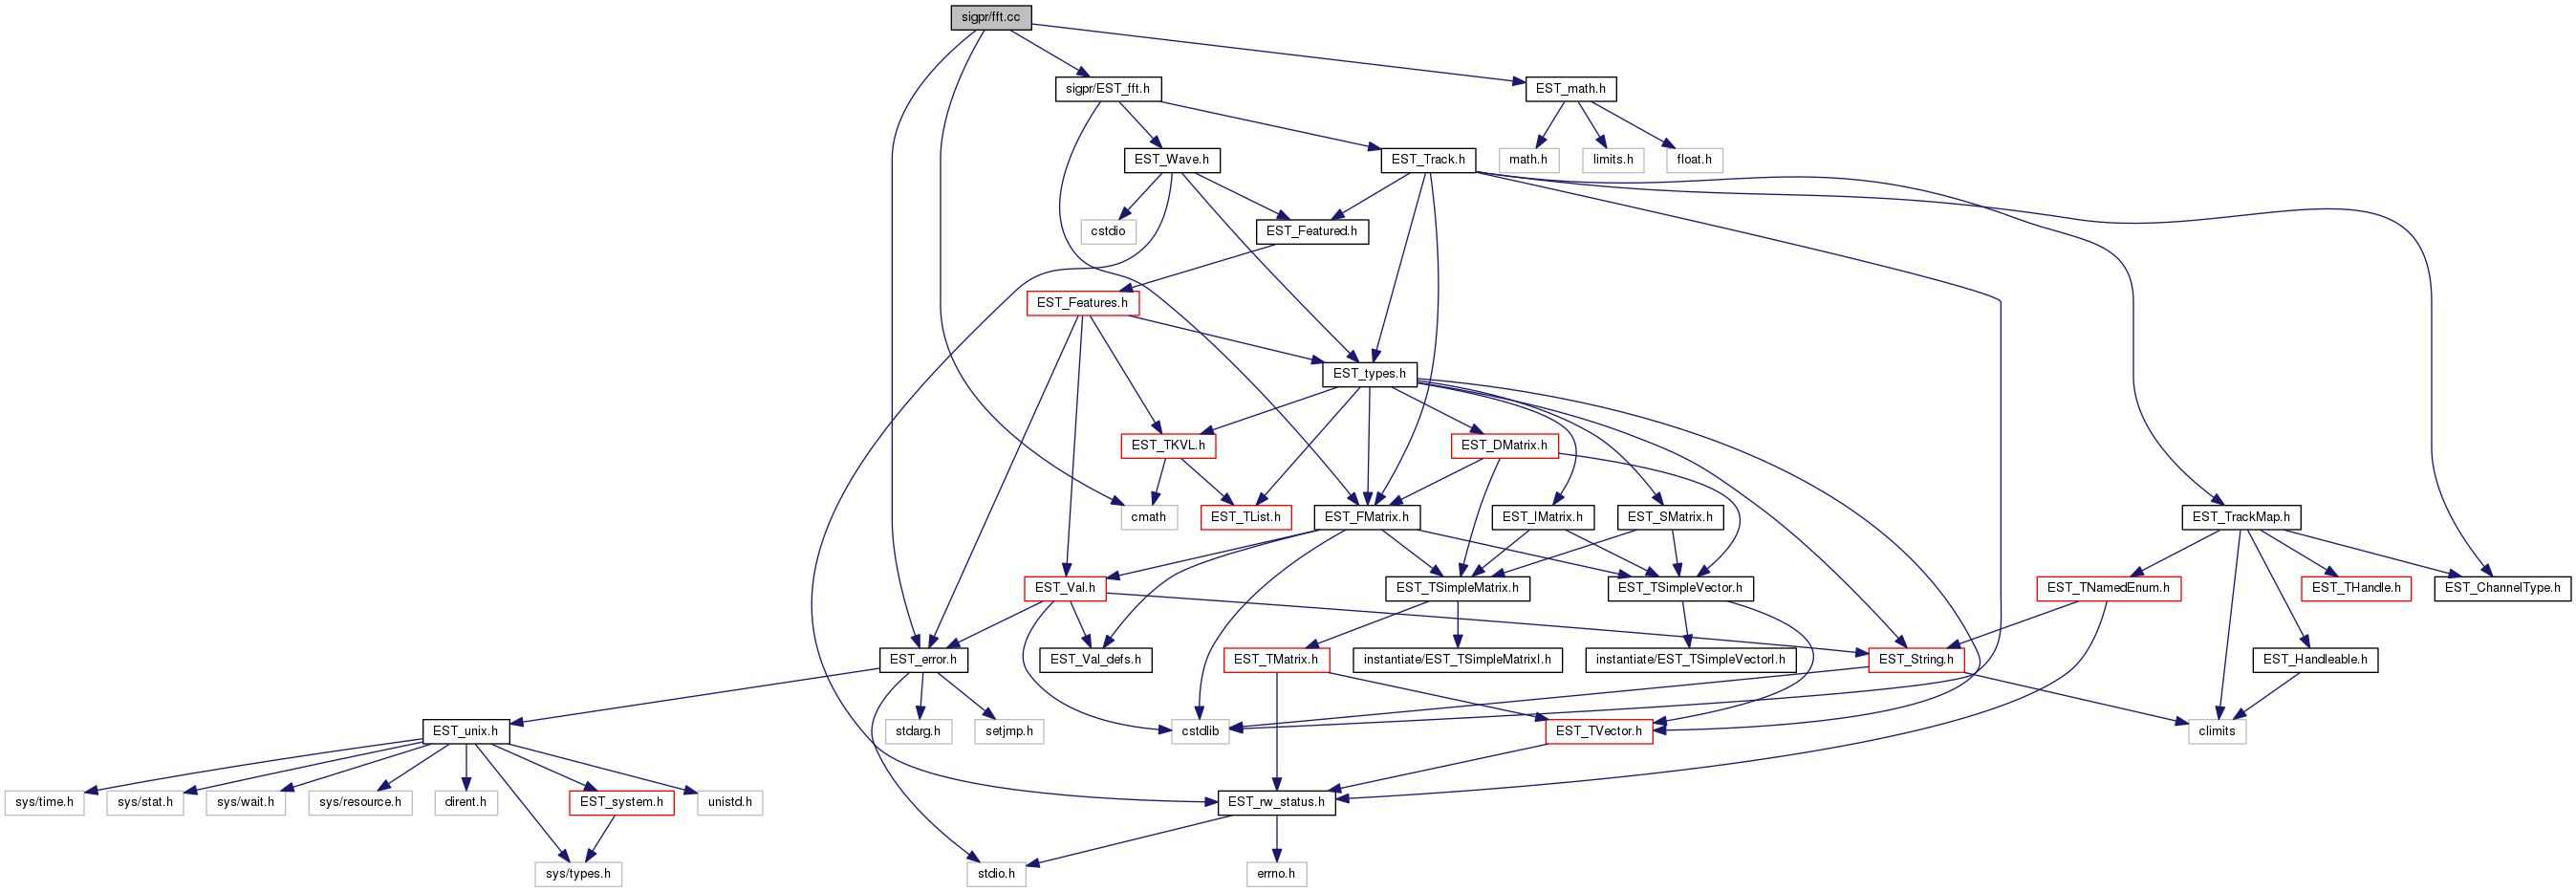 sigpr/fft.cc
sigpr/EST_fft.h
EST_math.h
EST_Wave.h
EST_Track.h
math.h
limits.h
float.h
cstdio
EST_Featured.h
EST_Features.h
EST_types.h
EST_TKVL.h
EST_DMatrix.h
cmath
EST_TList.h
EST_FMatrix.h
EST_IMatrix.h
EST_SMatrix.h
EST_TrackMap.h
EST_Val.h
EST_TSimpleMatrix.h
EST_TSimpleVector.h
EST_TNamedEnum.h
EST_THandle.h
EST_ChannelType.h
EST_error.h
EST_Val_defs.h
EST_TMatrix.h
instantiate/EST_TSimpleMatrixI.h
instantiate/EST_TSimpleVectorI.h
EST_String.h
EST_Handleable.h
EST_unix.h
stdarg.h
setjmp.h
cstdlib
EST_TVector.h
climits
sys/time.h
sys/stat.h
sys/wait.h
sys/resource.h
dirent.h
EST_system.h
unistd.h
EST_rw_status.h
sys/types.h
stdio.h
errno.h